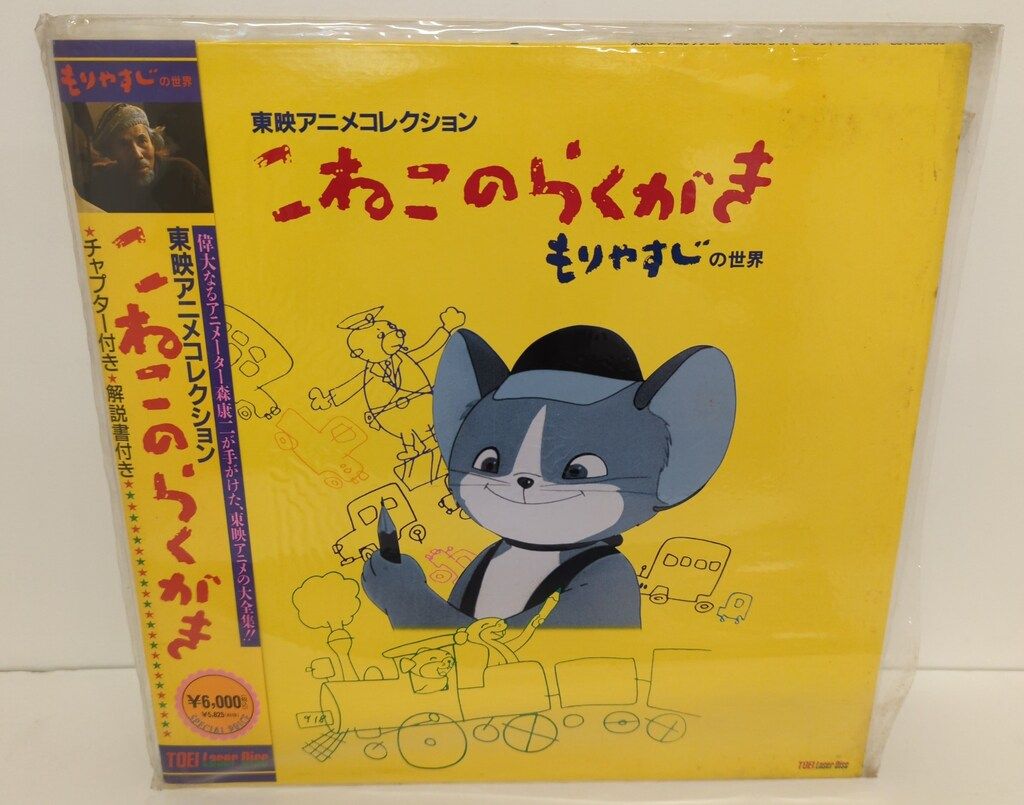 もりやすじの世界
偉大なるアニメーター森康二が手がけた、東映アニメの大全集!!
東映アニメコレクション
こねこのらくがき
★チャプター付き★解説書付き★
¥6,000
¥5,825
SPECIAL PRICE
TOEI Laser Disc
東映アニメコレクション
こねこのらくがき
もりやすじの世界
918
TOEI Laser Disc